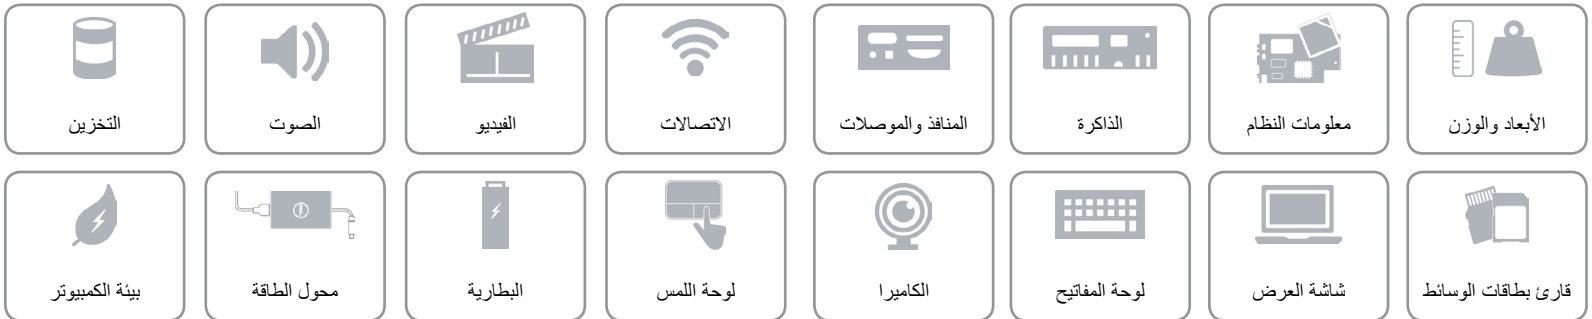 الأبعاد والوزن
معلومات النظام
الذاكرة
المنافذ والموصلات
الاتصالات
الفيديو
الصوت
التخزين
قارئ بطاقات الوسائط
شاشة العرض
لوحة المفاتيح
الكاميرا
لوحة اللمس
البطارية
محول الطاقة
بيئة الكمبيوتر